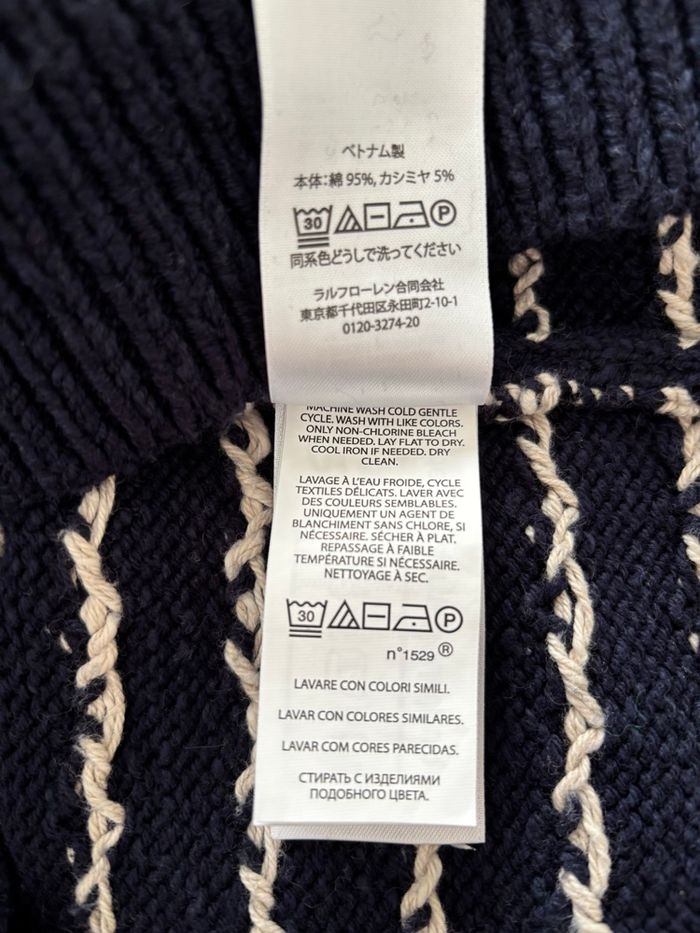 ベトナム製
本体:綿 95%, カシミヤ 5%
30 P
同系色どうしで洗ってください
ラルフローレン合同会社
東京都千代田区永田町2-10-1
0120-3274-20
MACHINE WASH COLD GENTLE
CYCLE. WASH WITH LIKE COLORS.
ONLY NON-CHLORINE BLEACH
WHEN NEEDED. LAY FLAT TO DRY.
COOL IRON IF NEEDED. DRY
CLEAN.
LAVAGE À L'EAU FROIDE, CYCLE
TEXTILES DÉLICATS. LAVER AVEC
DES COULEURS SEMBLABLES.
UNIQUEMENT UN AGENT DE
BLANCHIMENT SANS CHLORE, SI
NÉCESSAIRE. SÉCHER À PLAT.
REPASSAGE À FAIBLE
TEMPÉRATURE SI NÉCESSAIRE.
NETTOYAGE À SEC.
30 P
n°1529 ®
LAVARE CON COLORI SIMILI.
LAVAR CON COLORES SIMILARES.
LAVAR COM CORES PARECIDAS.
СТИРАТЬ С ИЗДЕЛИЯМИ
ПОДОБНОГО ЦВЕТА.